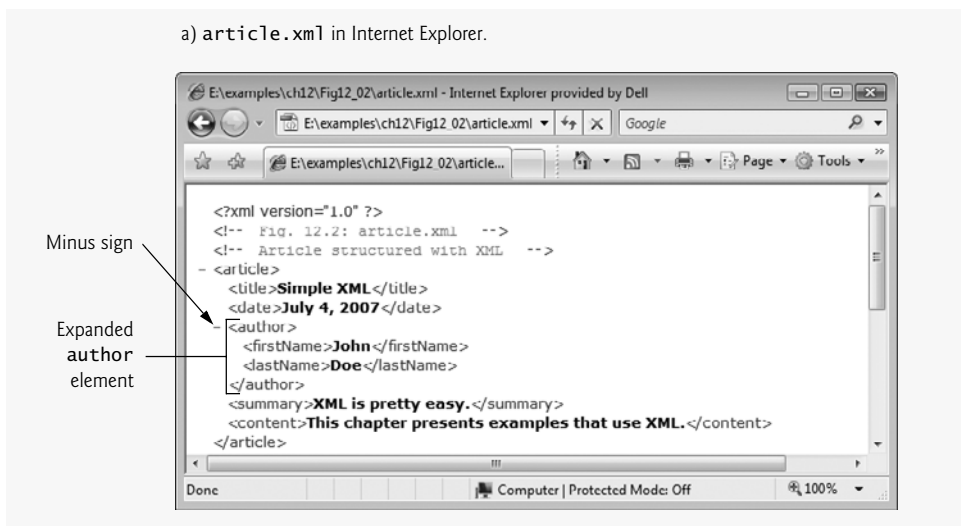 a) article.xml in Internet Explorer.
E:\examples\ch12\Fig12_02\article.xml - Internet Explorer provided by Dell
E:\examples\ch12\Fig12_02\article.xml
Google
E:\examples\ch12\Fig12_02\article...
Page
Tools
»
<?xml version="1.0" ?>
<!-- Fig. 12.2: article.xml -->
<!-- Article structured with XML -->
- <article>
<title>Simple XML</title>
<date>July 4, 2007</date>
Minus sign
- <author>
<firstName>John</firstName>
<lastName>Doe</lastName>
</author>
Expanded
author
element
<summary>XML is pretty easy.</summary>
<content>This chapter presents examples that use XML.</content>
</article>
Done
Computer | Protected Mode: Off
100%